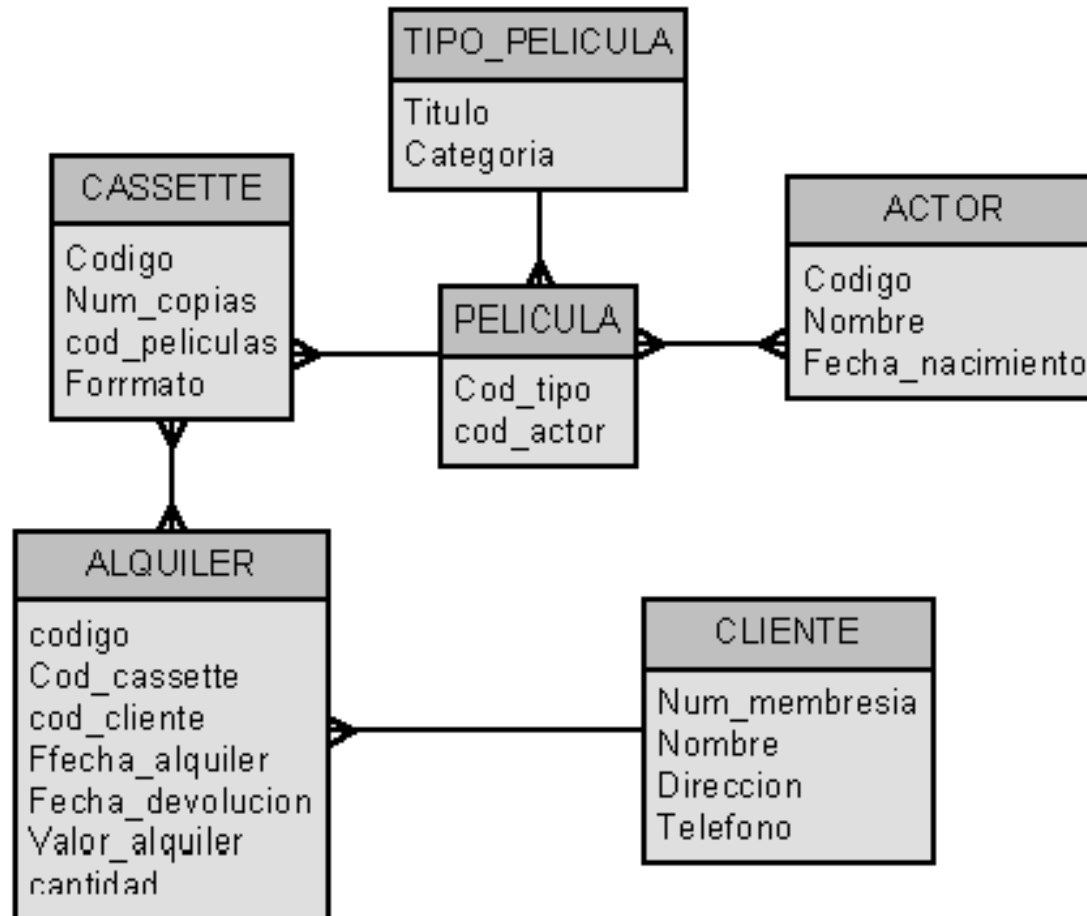 TIPO_PELICULA
Titulo
Categoria
CASSETTE
Codigo
Num_copias
cod_peliculas
Forrmato
ACTOR
Codigo
Nombre
Fecha_nacimiento
PELICULA
Cod_tipo
cod_actor
ALQUILER
codigo
Cod_cassette
cod_cliente
Ffecha_alquiler
Fecha_devolucion
Valor_alquiler
cantidad
CLIENTE
Num_membresia
Nombre
Direccion
Telefono